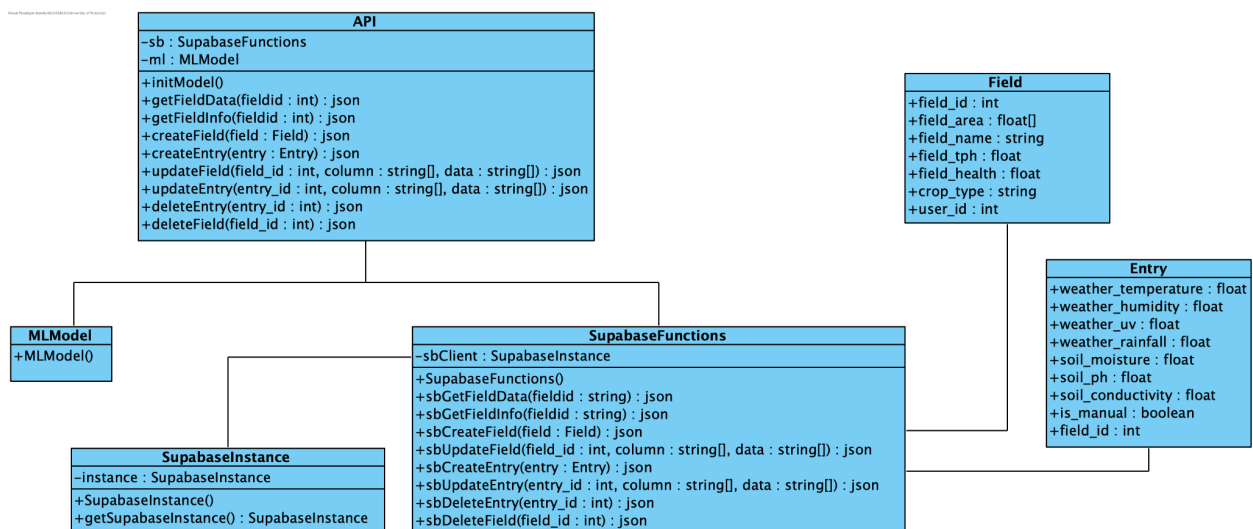 API
-sb : SupabaseFunctions
-ml : MLModel
+initModel()
+getFieldData(fieldid : int) : json
+getFieldInfo(fieldid : int) : json
+createField(field : Field) : json
+createEntry(entry : Entry) : json
+updateField(field_id : int, column : string[], data : string[]) : json
+updateEntry(entry_id : int, column : string[], data : string[]) : json
+deleteEntry(entry_id : int) : json
+deleteField(field_id : int) : json
Field
+field_id : int
+field_area : float[]
+field_name : string
+field_tph : float
+field_health : float
+crop_type : string
+user_id : int
Entry
+weather_temperature : float
+weather_humidity : float
+weather_uv : float
+weather_rainfall : float
+soil_moisture : float
+soil_ph : float
+soil_conductivity : float
+is_manual : boolean
+field_id : int
MLModel
+MLModel()
SupabaseFunctions
-sbClient : SupabaseInstance
+SupabaseFunctions()
+sbGetFieldData(fieldid : string) : json
+sbGetFieldInfo(fieldid : string) : json
+sbCreateField(field : Field) : json
+sbUpdateField(field_id : int, column : string[], data : string[]) : json
+sbCreateEntry(entry : Entry) : json
+sbUpdateEntry(entry_id : int, column : string[], data : string[]) : json
+sbDeleteEntry(entry_id : int) : json
+sbDeleteField(field_id : int) : json
SupabaseInstance
-instance : SupabaseInstance
+SupabaseInstance()
+getSupabaseInstance() : SupabaseInstance